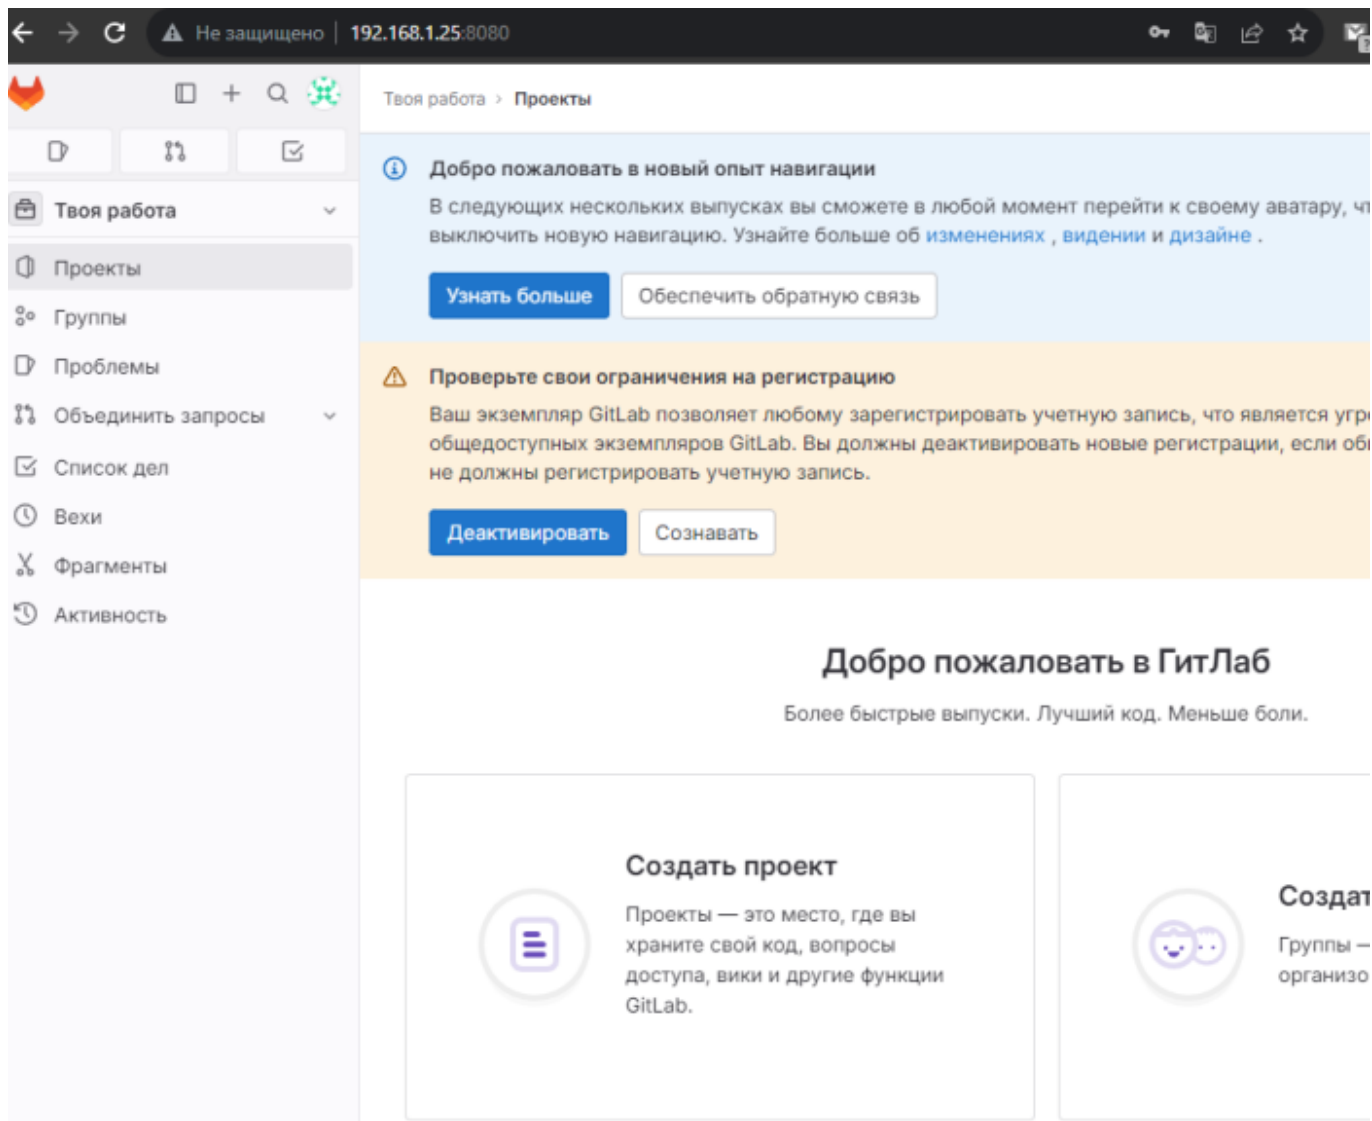 Не защищено | 192.168.1.25:8080
Твоя работа > Проекты
Твоя работа
Проекты
Группы
Проблемы
Объединить запросы
Список дел
Вехи
Фрагменты
Активность
Добро пожаловать в новый опыт навигации
В следующих нескольких выпусках вы сможете в любой момент перейти к своему аватару,
выключить новую навигацию. Узнайте больше об изменениях , видении и дизайне .
Узнать больше
Обеспечить обратную связь
Проверьте свои ограничения на регистрацию
Ваш экземпляр GitLab позволяет любому зарегистрировать учетную запись, что является
общедоступных экземпляров GitLab. Вы должны деактивировать новые регистрации, если
не должны регистрировать учетную запись.
Деактивировать
Сознавать
Добро пожаловать в ГитЛаб
Более быстрые выпуски. Лучший код. Меньше боли.
Создать проект
Проекты — это место, где вы
храните свой код, вопросы
доступа, вики и другие функции
GitLab.
Группы —